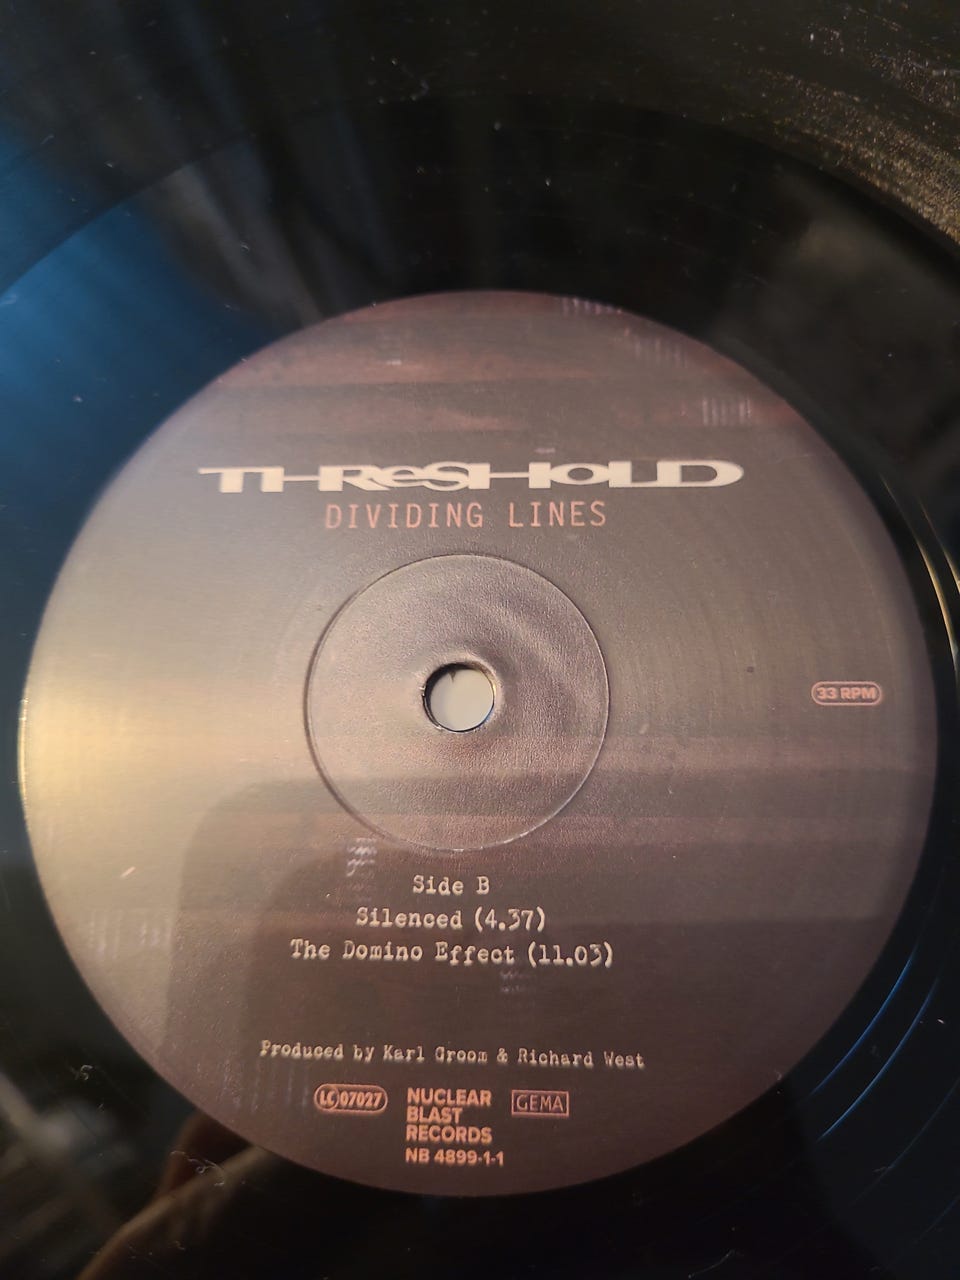 THReSHOLD
DIVIDING LINES
33 RPM
Side B
Silenced (4.37)
The Domino Effect (11.03)
Produced by Karl Groom & Richard West
LC 07027
NUCLEAR
BLAST
RECORDS
NB 4899-1-1
GEMA